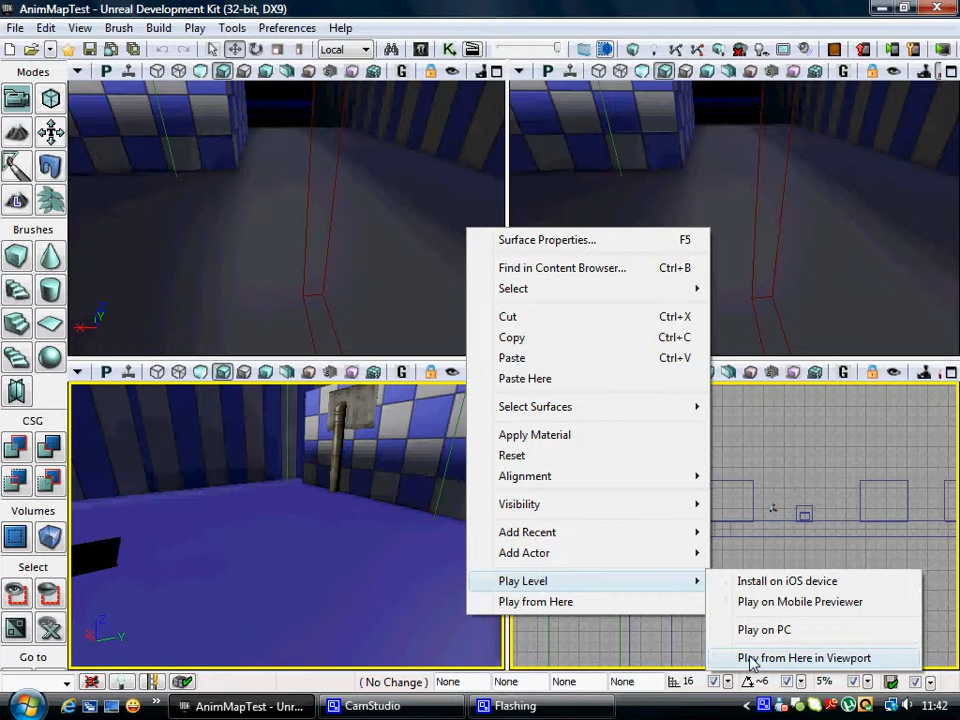 AnimMapTest - Unreal Development Kit (32-bit, DX9)
File Edit View Brush Build Play Tools Preferences Help
Local
Modes
P G P G
Brushes
CSG
Volumes
Select
Go to
Surface Properties... F5
Find in Content Browser... Ctrl+B
Select
Cut Ctrl+X
Copy Ctrl+C
Paste Ctrl+V
Paste Here
Select Surfaces
Apply Material
Reset
Alignment
Visibility
Add Recent
Add Actor
Play Level
Play from Here
Install on iOS device
Play on Mobile Previewer
Play on PC
Play from Here in Viewport
P G G
X Y Z
X Y Z
(No Change) None None None None 16 ~6 5%
AnimMapTest - Unr... CamStudio Flashing 11:42